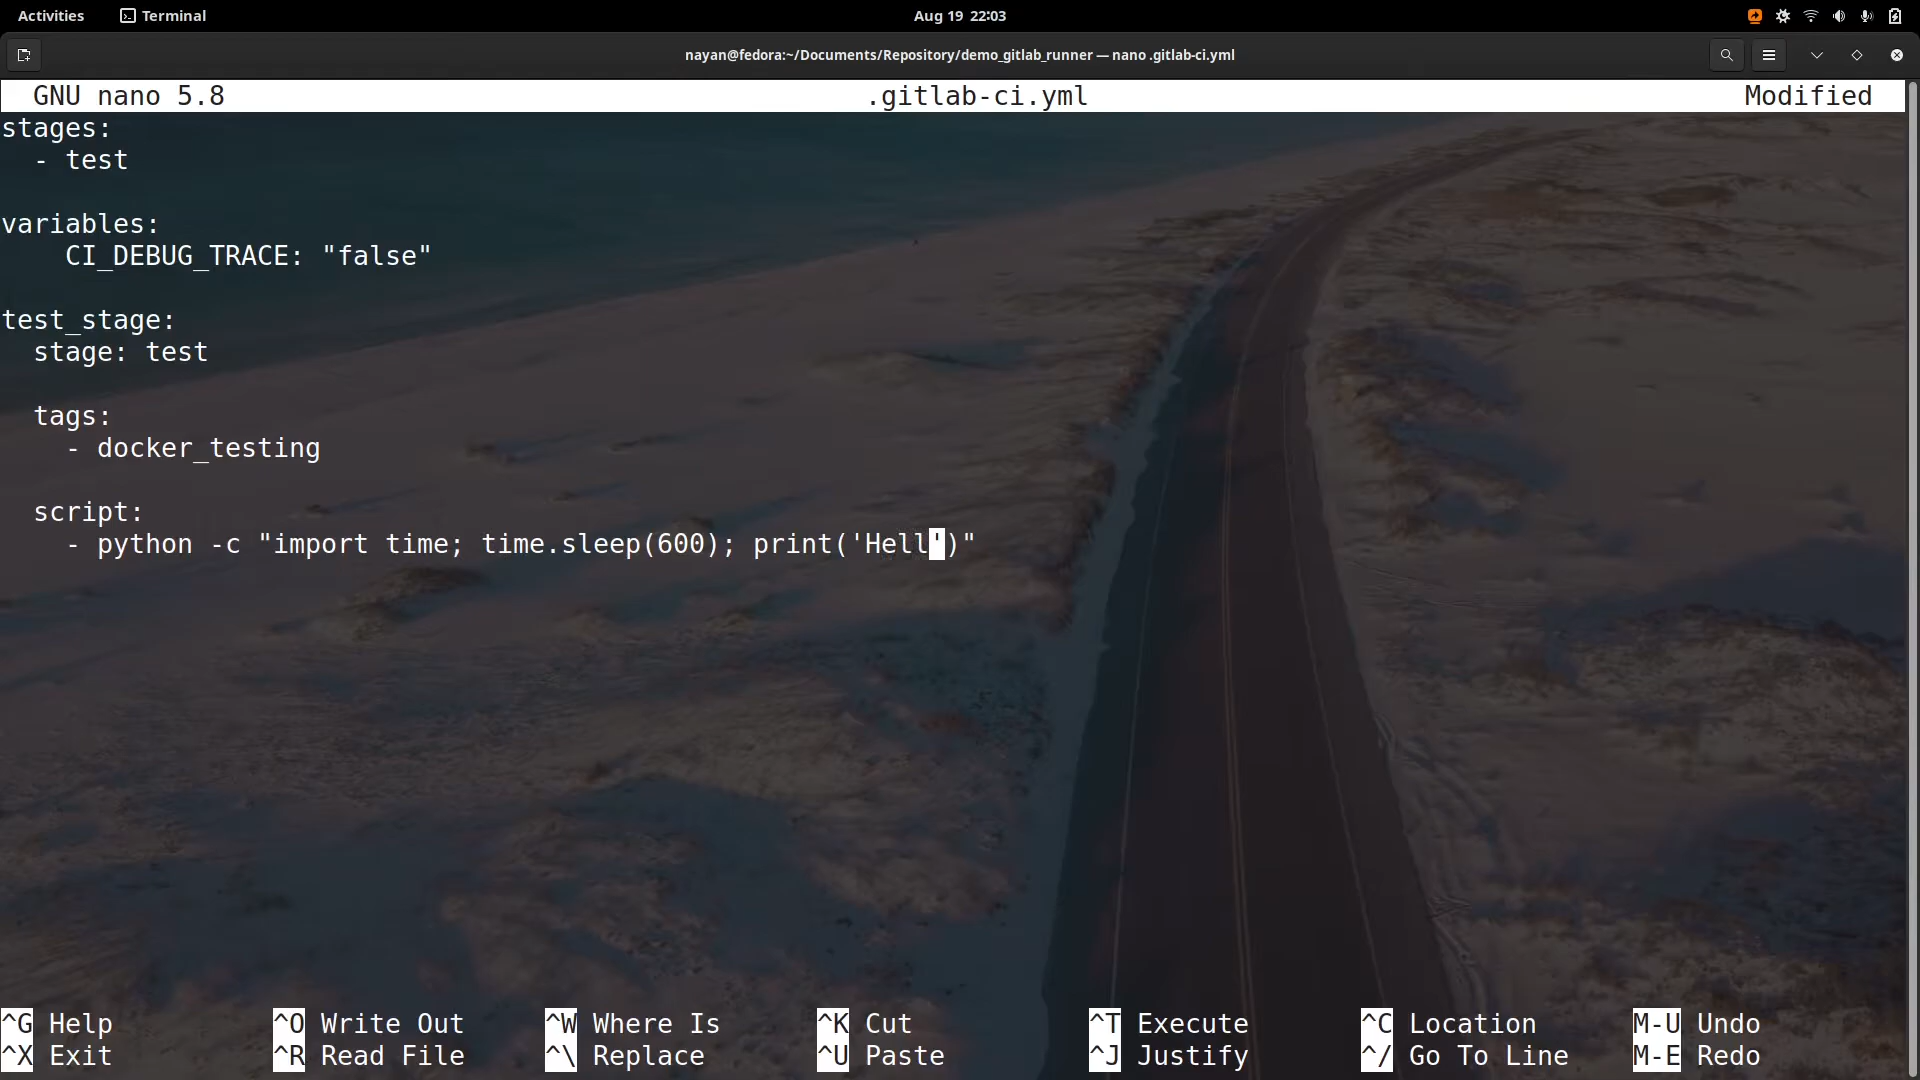 Activities Terminal Aug 19 22:03
nayan@fedora:~/Documents/Repository/demo_gitlab_runner — nano .gitlab-ci.yml
GNU nano 5.8 .gitlab-ci.yml Modified
stages:
  - test
variables:
    CI_DEBUG_TRACE: "false"
test_stage:
  stage: test
  tags:
    - docker_testing
  script:
    - python -c "import time; time.sleep(600); print('Hell')"
^G Help ^O Write Out ^W Where Is ^K Cut ^T Execute ^C Location M-U Undo
^X Exit ^R Read File ^\ Replace ^U Paste ^J Justify ^/ Go To Line M-E Redo